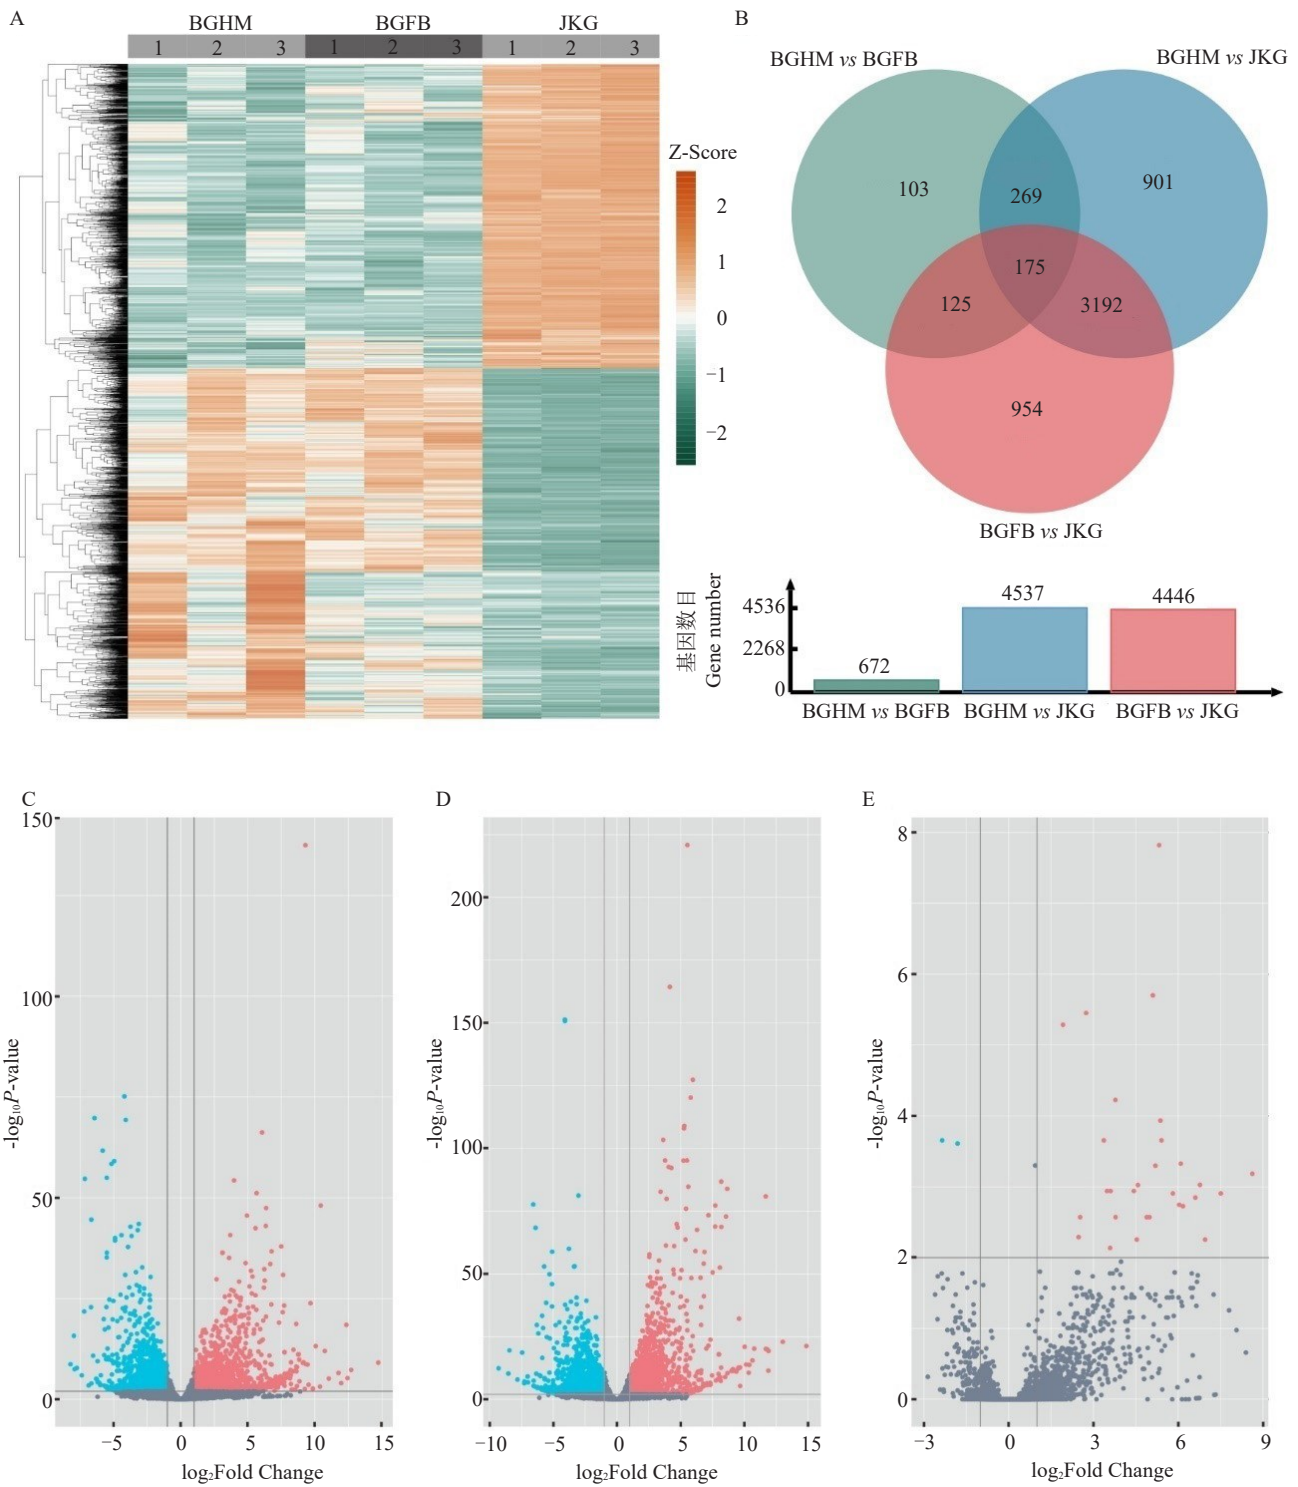 A
BGHM BGFB JKG
1 2 3 1 2 3 1 2 3
Z-Score
2
1
0
−1
−2
B
BGHM vs BGFB
BGHM vs JKG
103
269
901
175
125
3192
954
BGFB vs JKG
基因数目
Gene number
4536
2268
0
672
4537
4446
BGHM vs BGFB BGHM vs JKG BGFB vs JKG
C
150
100
50
0
-log₁₀P-value
−5 0 5 10 15
log₂Fold Change
D
200
150
100
50
0
-log₁₀P-value
−10 −5 0 5 10 15
log₂Fold Change
E
8
6
4
2
0
-log₁₀P-value
−3 0 3 6 9
log₂Fold Change